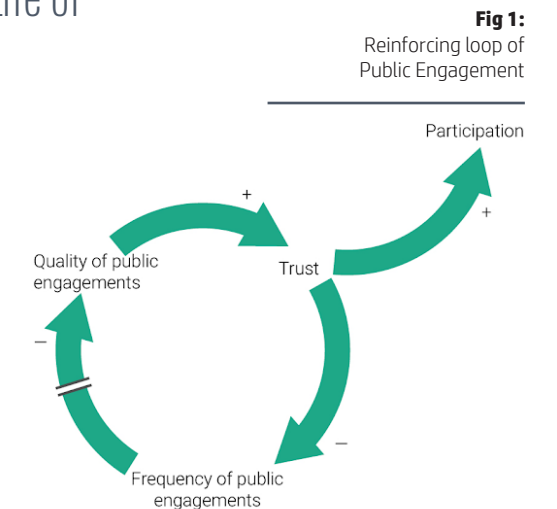 Fig 1:
Reinforcing loop of
Public Engagement
Participation
+
+
Quality of public
engagements
Trust
–
–
Frequency of public
engagements